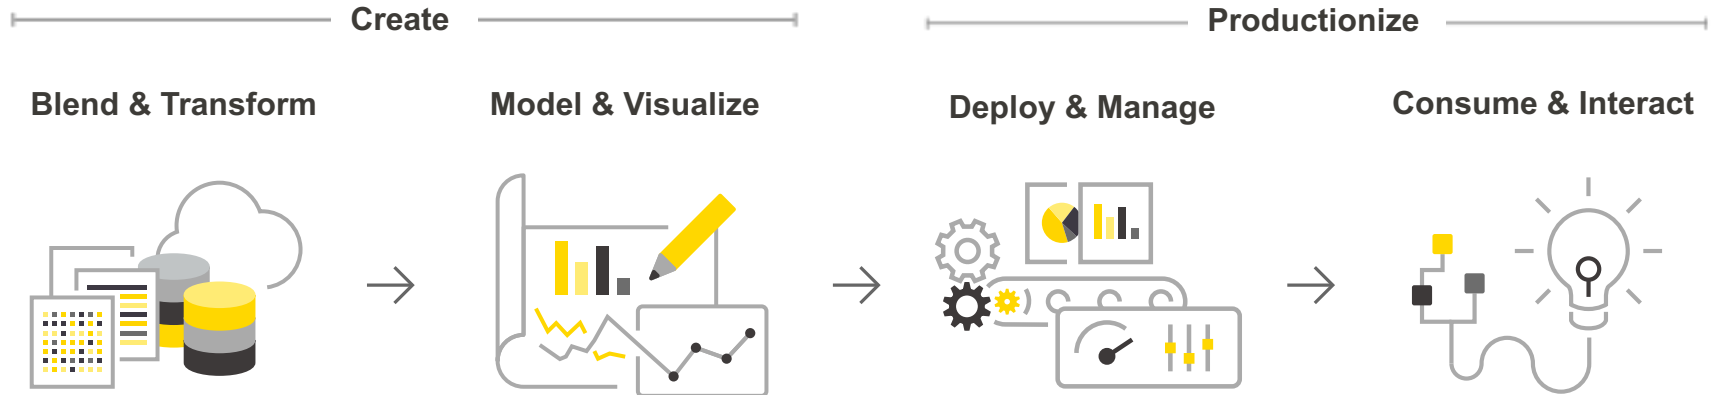 Create
Productionize
Blend & Transform
Model & Visualize
Deploy & Manage
Consume & Interact